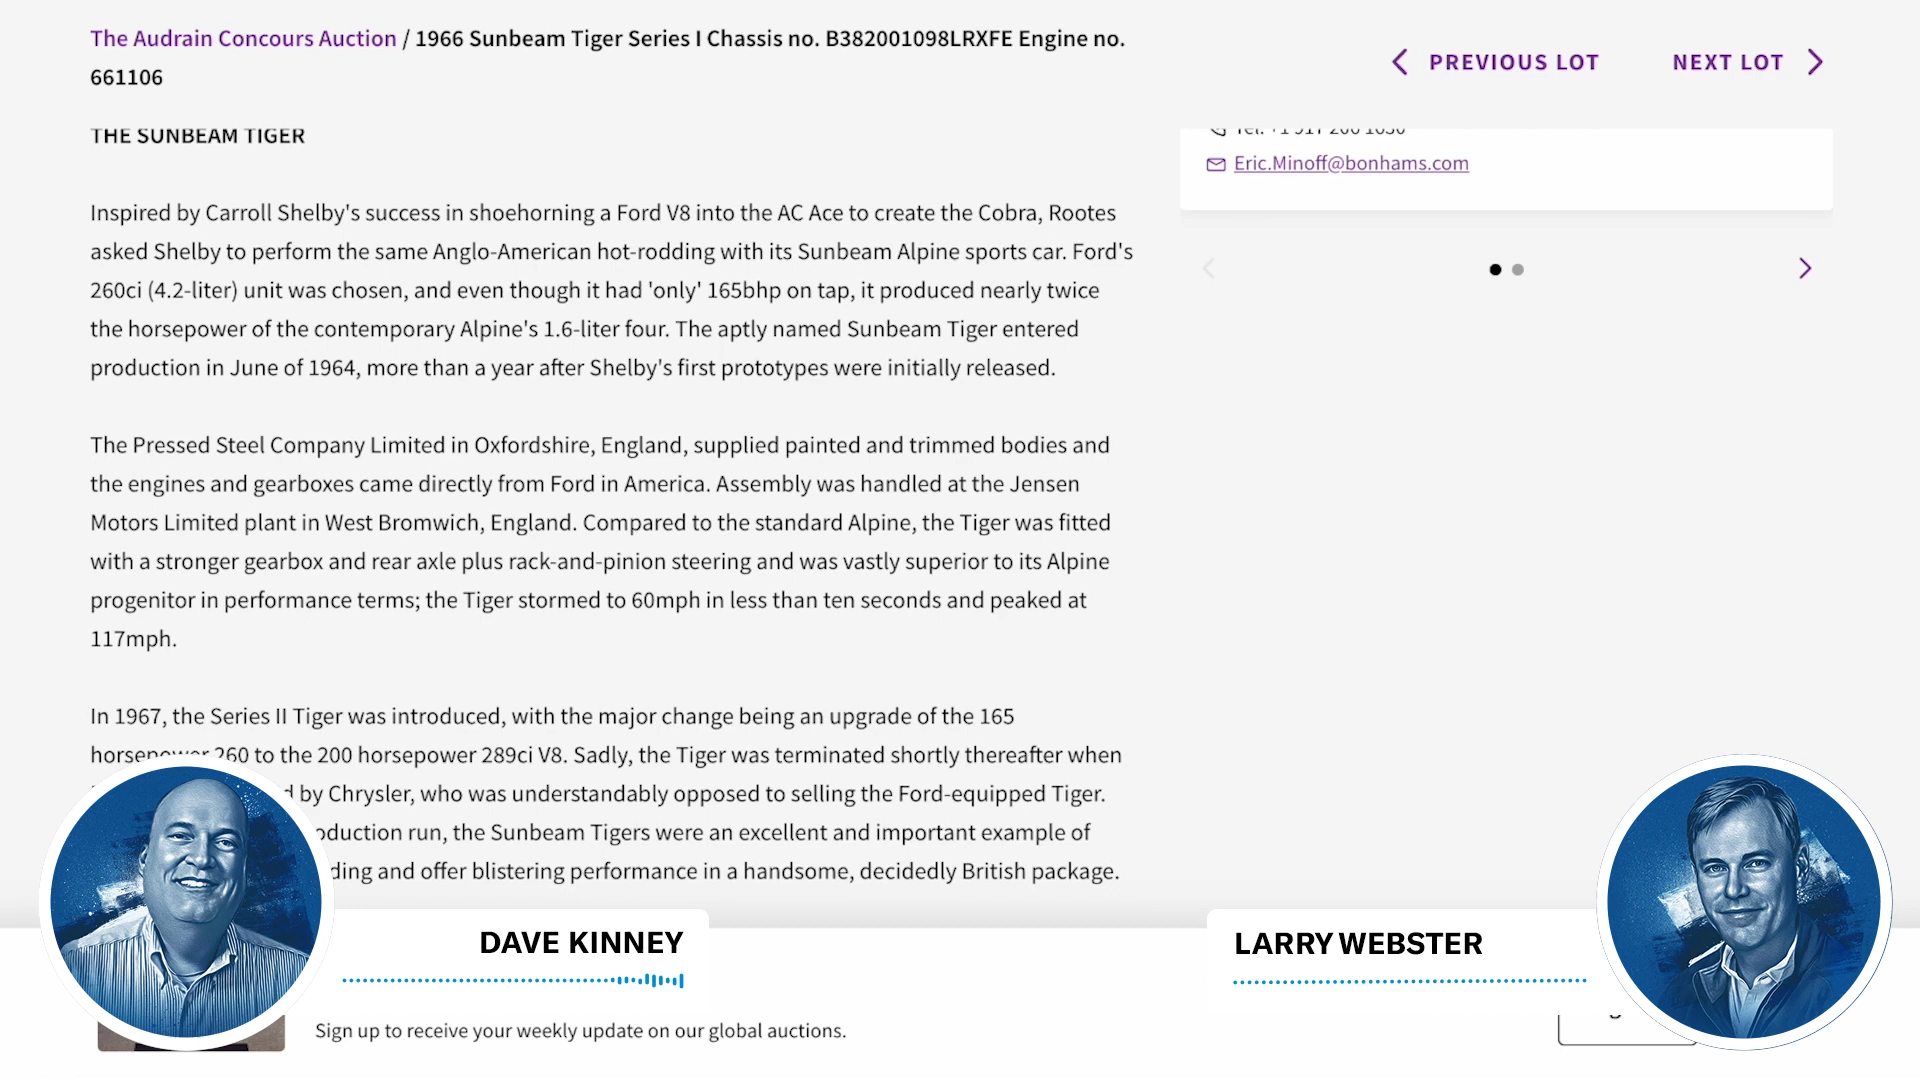 The Audrain Concours Auction / 1966 Sunbeam Tiger Series I Chassis no. B382001098LRXFE Engine no.
661106
PREVIOUS LOT
NEXT LOT
THE SUNBEAM TIGER
Inspired by Carroll Shelby's success in shoehorning a Ford V8 into the AC Ace to create the Cobra, Rootes
asked Shelby to perform the same Anglo-American hot-rodding with its Sunbeam Alpine sports car. Ford's
260ci (4.2-liter) unit was chosen, and even though it had 'only' 165bhp on tap, it produced nearly twice
the horsepower of the contemporary Alpine's 1.6-liter four. The aptly named Sunbeam Tiger entered
production in June of 1964, more than a year after Shelby's first prototypes were initially released.
The Pressed Steel Company Limited in Oxfordshire, England, supplied painted and trimmed bodies and
the engines and gearboxes came directly from Ford in America. Assembly was handled at the Jensen
Motors Limited plant in West Bromwich, England. Compared to the standard Alpine, the Tiger was fitted
with a stronger gearbox and rear axle plus rack-and-pinion steering and was vastly superior to its Alpine
progenitor in performance terms; the Tiger stormed to 60mph in less than ten seconds and peaked at
117mph.
In 1967, the Series II Tiger was introduced, with the major change being an upgrade of the 165
horsepower 260 to the 200 horsepower 289ci V8. Sadly, the Tiger was terminated shortly thereafter when
by Chrysler, who was understandably opposed to selling the Ford-equipped Tiger.
run, the Sunbeam Tigers were an excellent and important example of
and offer blistering performance in a handsome, decidedly British package.
Tel. +1 917 206 1630
Eric.Minoff@bonhams.com
DAVE KINNEY
LARRY WEBSTER
Sign up to receive your weekly update on our global auctions.